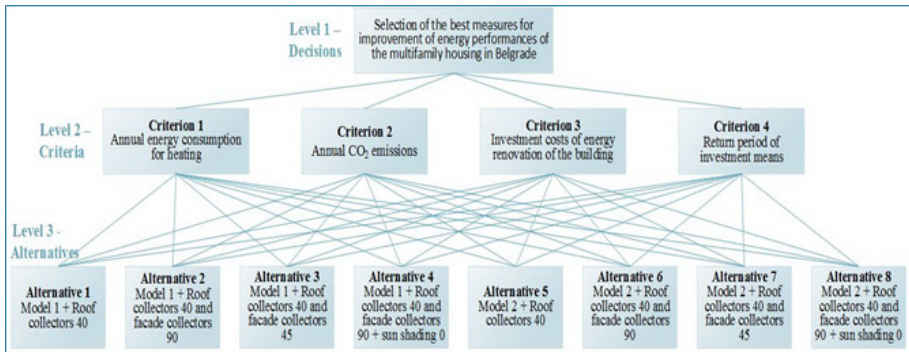 Level 1 –
Decisions
Selection of the best measures for
improvement of energy performances of
the multifamily housing in Belgrade
Level 2 –
Criteria
Criterion 1
Annual energy consumption
for heating
Criterion 2
Annual CO₂ emissions
Criterion 3
Investment costs of energy
renovation of the building
Criterion 4
Return period of
investment means
Level 3 -
Alternatives
Alternative 1
Model 1 + Roof
collectors 40
Alternative 2
Model 1 + Roof
collectors 40 and
facade collectors
90
Alternative 3
Model 1 + Roof
collectors 40 and
facade collectors
45
Alternative 4
Model 1 + Roof
collectors 40 and
facade collectors
90 + sun shading 0
Alternative 5
Model 2 + Roof
collectors 40
Alternative 6
Model 2 + Roof
collectors 40 and
facade collectors
90
Alternative 7
Model 2 + Roof
collectors 40 and
facade collectors
45
Alternative 8
Model 2 + Roof
collectors 40 and
facade collectors
90 + sun shading 0